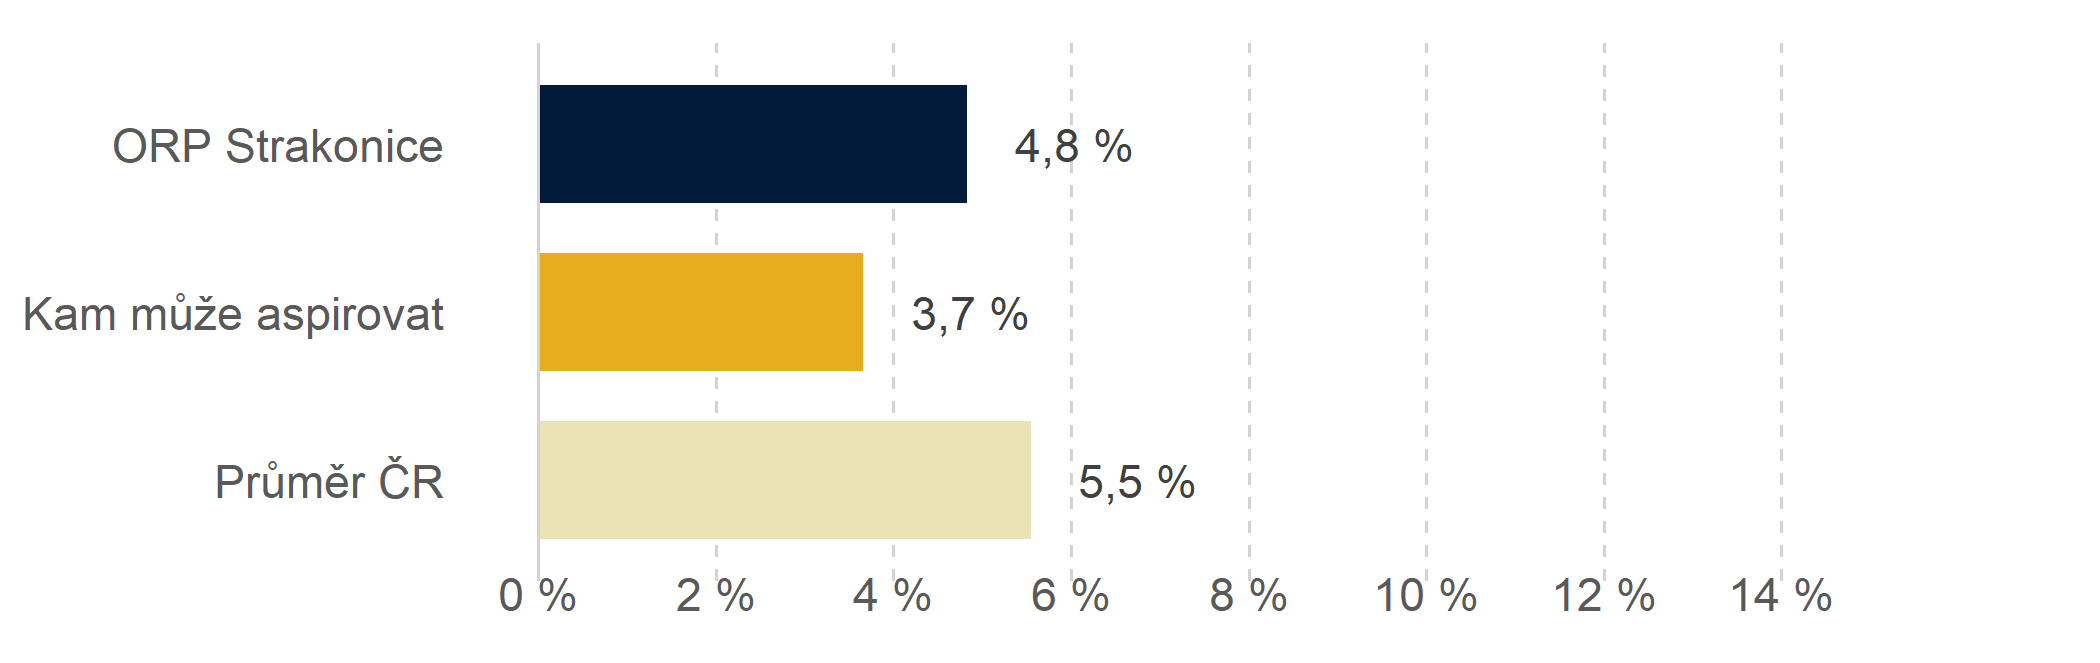 ORP Strakonice
4,8 %
Kam může aspirovat
3,7 %
Průměr ČR
5,5 %
0 % 2 % 4 % 6 % 8 % 10 % 12 % 14 %